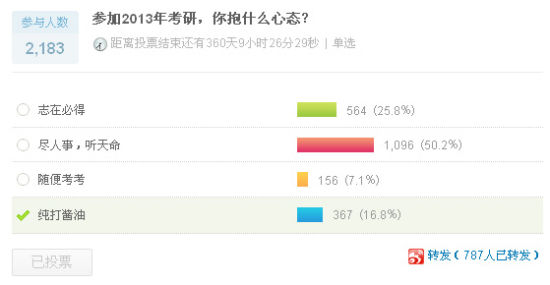 参与人数
2,183
参加2013年考研，你抱什么心态？
距离投票结束还有360天9小时26分29秒 | 单选
志在必得 564 (25.8%)
尽人事，听天命 1,096 (50.2%)
随便考考 156 (7.1%)
纯打酱油 367 (16.8%)
已投票
转发（787人已转发）